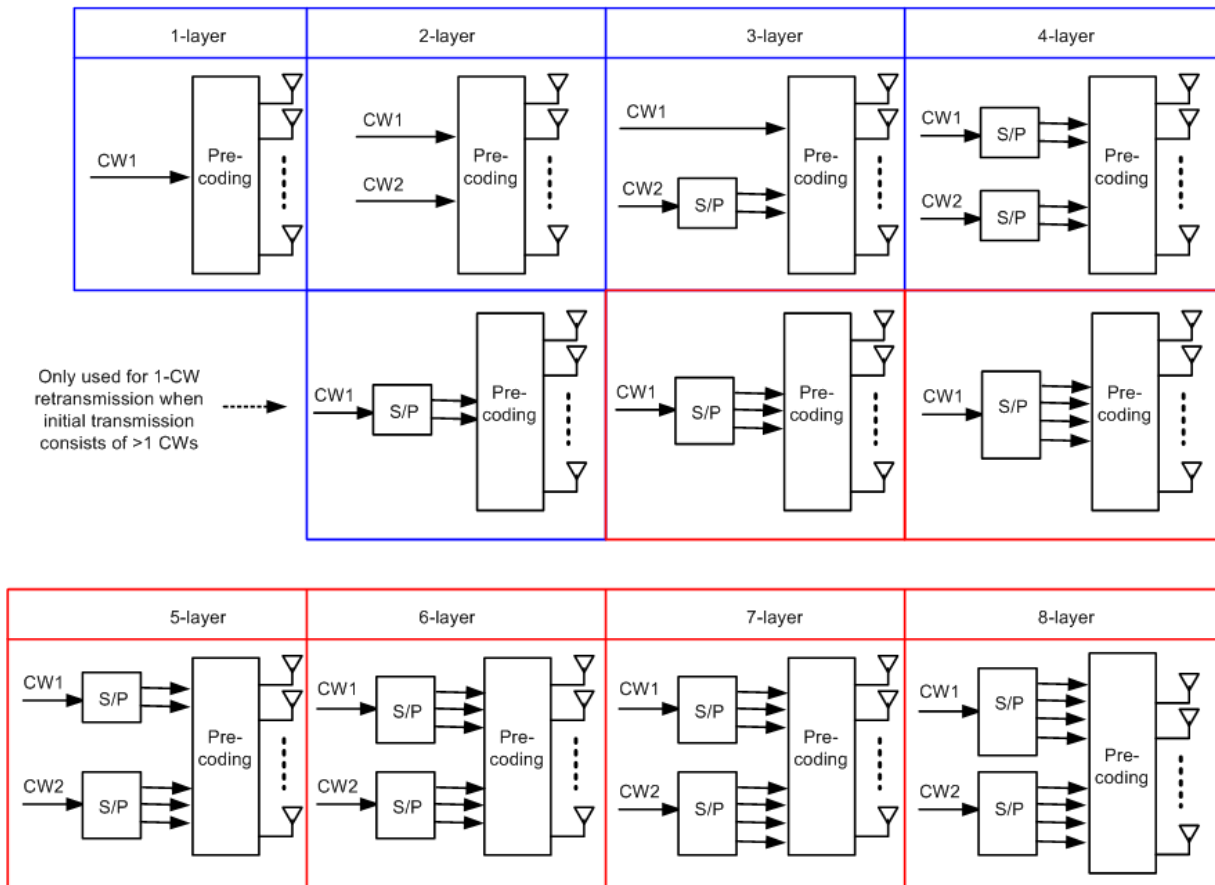 1-layer
2-layer
3-layer
4-layer
CW1
Pre-
coding
CW1
CW2
Pre-
coding
CW1
CW2
S/P
Pre-
coding
CW1
S/P
CW2
S/P
Pre-
coding
Only used for 1-CW
retransmission when
initial transmission
consists of >1 CWs
CW1
S/P
Pre-
coding
CW1
S/P
Pre-
coding
CW1
S/P
Pre-
coding
5-layer
6-layer
7-layer
8-layer
CW1
S/P
CW2
S/P
Pre-
coding
CW1
S/P
CW2
S/P
Pre-
coding
CW1
S/P
CW2
S/P
Pre-
coding
CW1
S/P
CW2
S/P
Pre-
coding